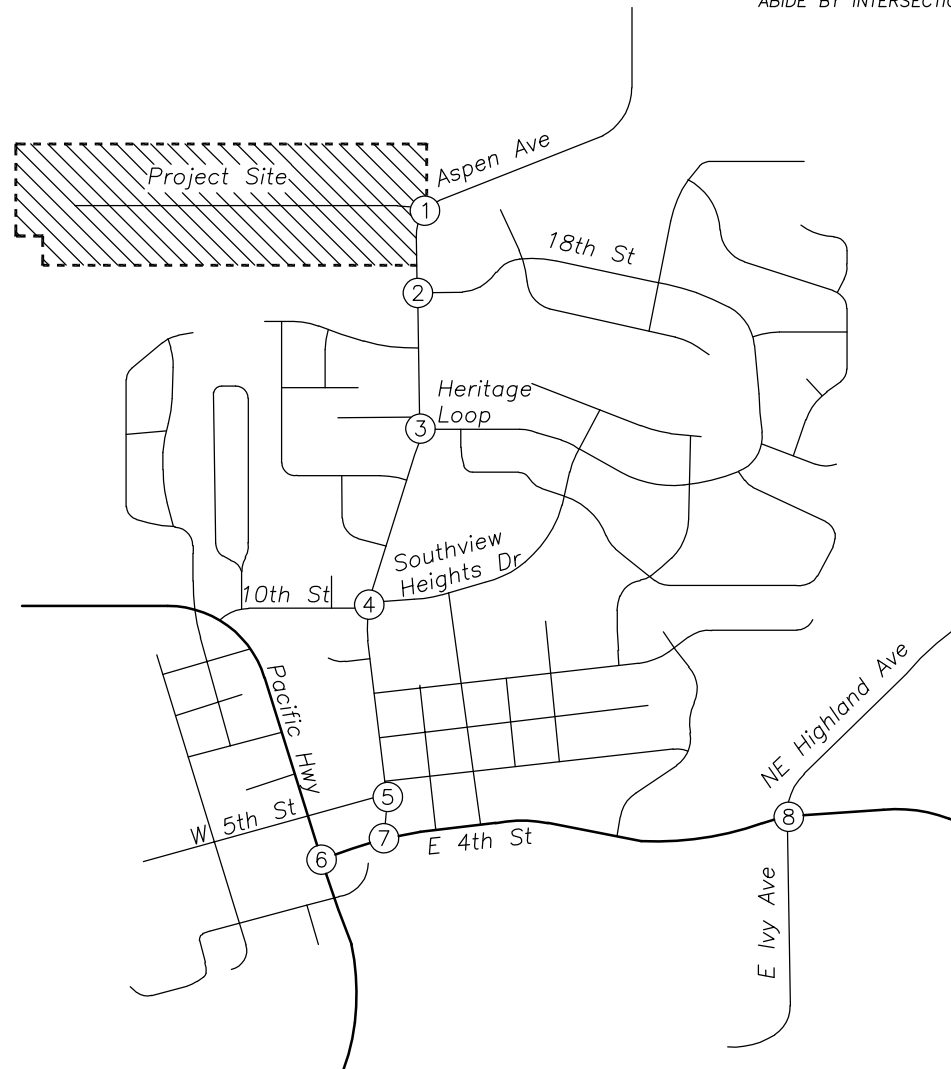 ABIDE BY INTERSECTIO
Aspen Ave
Project Site
1
18th St
2
Heritage
Loop
3
Southview
Heights Dr
10th St
4
Pacific Hwy
NE Highland Ave
5
W 5th St
8
7
E 4th St
6
E Ivy Ave